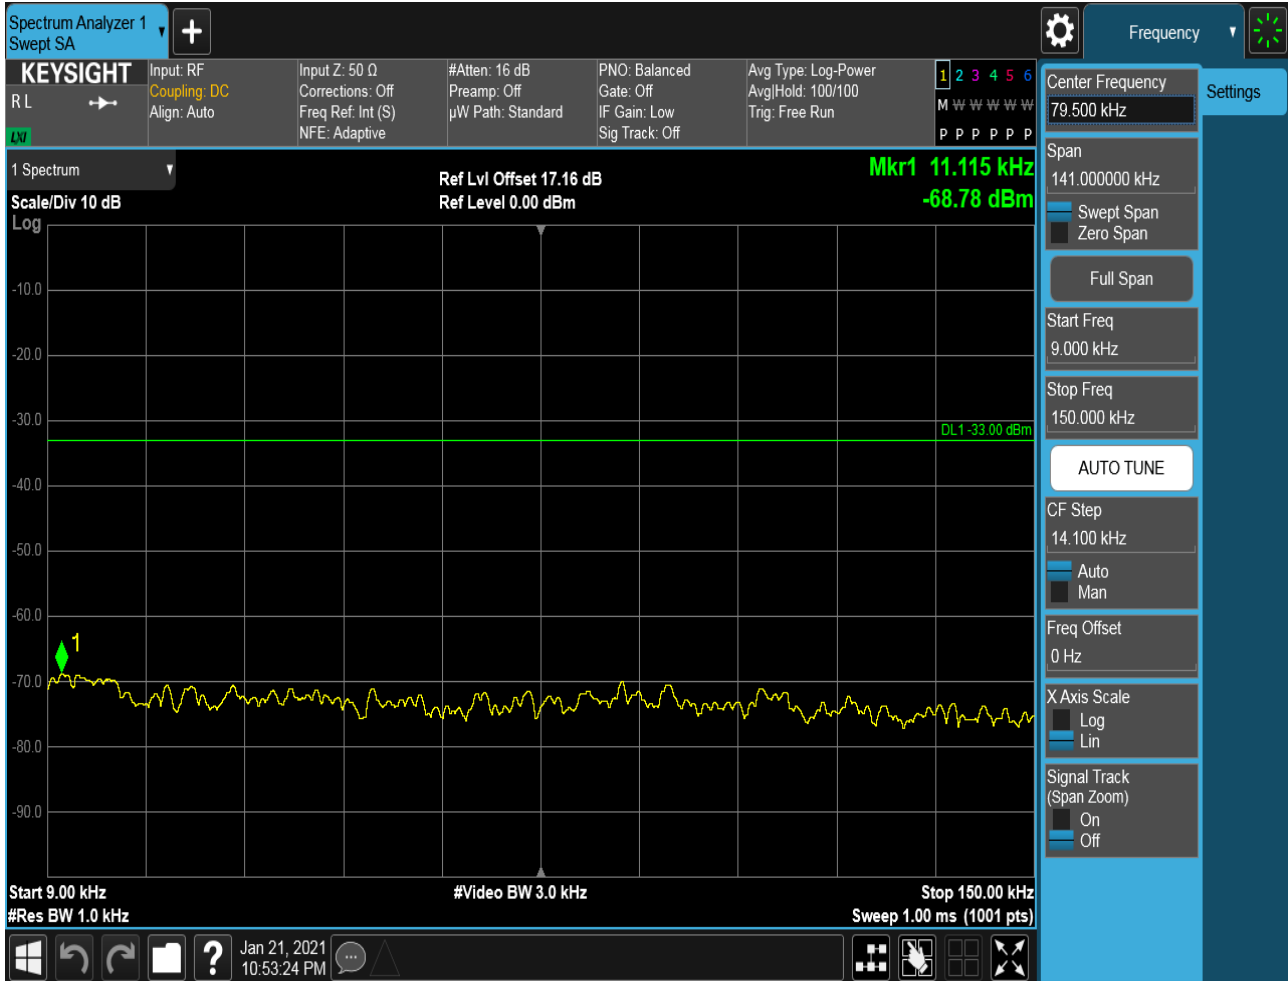 Spectrum Analyzer 1
Swept SA
+
Frequency
KEYSIGHT
R L
LXI
Input: RF
Coupling: DC
Align: Auto
Input Z: 50 Ω
Corrections: Off
Freq Ref: Int (S)
NFE: Adaptive
#Atten: 16 dB
Preamp: Off
µW Path: Standard
PNO: Balanced
Gate: Off
IF Gain: Low
Sig Track: Off
Avg Type: Log-Power
Avg|Hold: 100/100
Trig: Free Run
1 2 3 4 5 6
M W W W W W
P P P P P P
1 Spectrum
Scale/Div 10 dB
Log
Ref Lvl Offset 17.16 dB
Ref Level 0.00 dBm
Mkr1 11.115 kHz
-68.78 dBm
-10.0
-20.0
-30.0
DL1 -33.00 dBm
-40.0
-50.0
-60.0
1
-70.0
-80.0
-90.0
Start 9.00 kHz
#Res BW 1.0 kHz
#Video BW 3.0 kHz
Stop 150.00 kHz
Sweep 1.00 ms (1001 pts)
?
Jan 21, 2021
10:53:24 PM
Center Frequency
79.500 kHz
Span
141.000000 kHz
Swept Span
Zero Span
Full Span
Start Freq
9.000 kHz
Stop Freq
150.000 kHz
AUTO TUNE
CF Step
14.100 kHz
Auto
Man
Freq Offset
0 Hz
X Axis Scale
Log
Lin
Signal Track
(Span Zoom)
On
Off
Settings